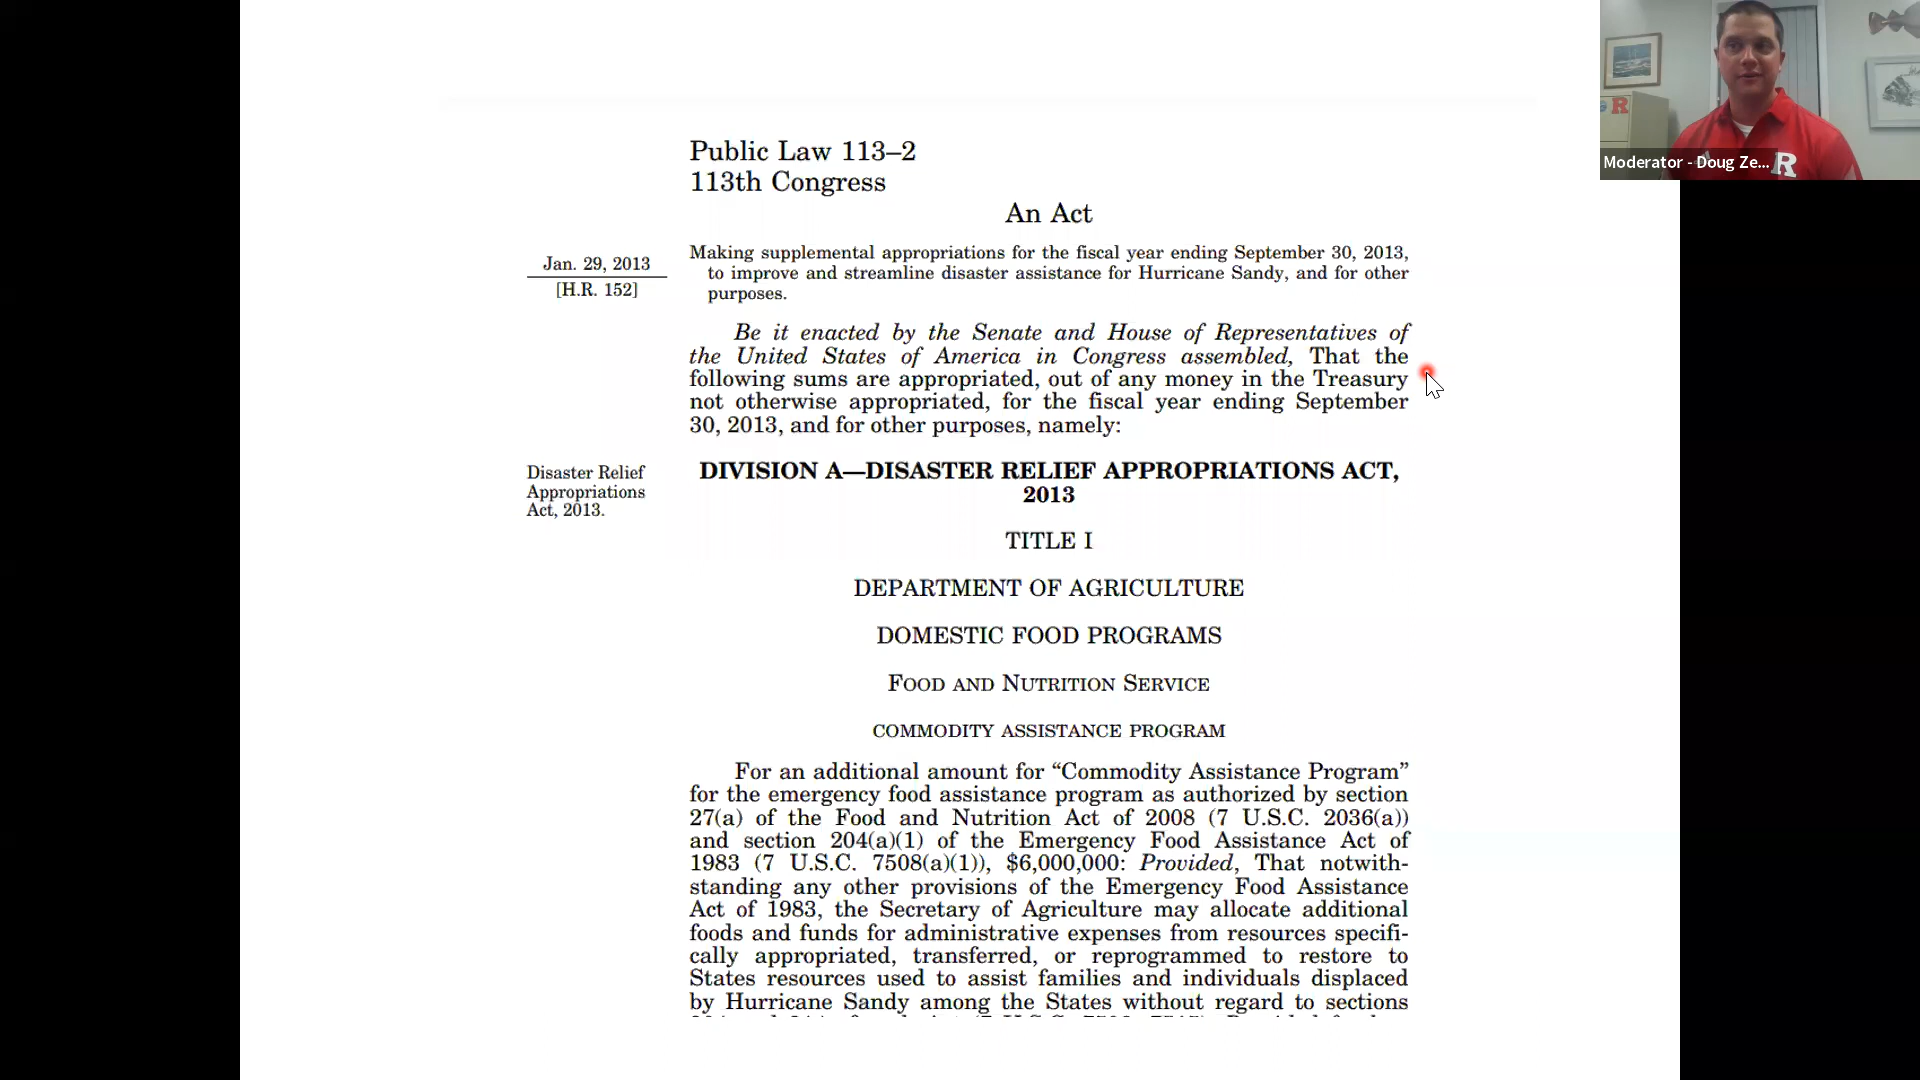 Public Law 113–2
113th Congress
An Act
Jan. 29, 2013
[H.R. 152]
Making supplemental appropriations for the fiscal year ending September 30, 2013,
to improve and streamline disaster assistance for Hurricane Sandy, and for other
purposes.
Be it enacted by the Senate and House of Representatives of
the United States of America in Congress assembled, That the
following sums are appropriated, out of any money in the Treasury
not otherwise appropriated, for the fiscal year ending September
30, 2013, and for other purposes, namely:
Disaster Relief
Appropriations
Act, 2013.
DIVISION A—DISASTER RELIEF APPROPRIATIONS ACT,
2013
TITLE I
DEPARTMENT OF AGRICULTURE
DOMESTIC FOOD PROGRAMS
FOOD AND NUTRITION SERVICE
COMMODITY ASSISTANCE PROGRAM
For an additional amount for “Commodity Assistance Program”
for the emergency food assistance program as authorized by section
27(a) of the Food and Nutrition Act of 2008 (7 U.S.C. 2036(a))
and section 204(a)(1) of the Emergency Food Assistance Act of
1983 (7 U.S.C. 7508(a)(1)), $6,000,000: Provided, That notwith-
standing any other provisions of the Emergency Food Assistance
Act of 1983, the Secretary of Agriculture may allocate additional
foods and funds for administrative expenses from resources specifi-
cally appropriated, transferred, or reprogrammed to restore to
States resources used to assist families and individuals displaced
by Hurricane Sandy among the States without regard to sections
R
Moderator - Doug Ze...
R